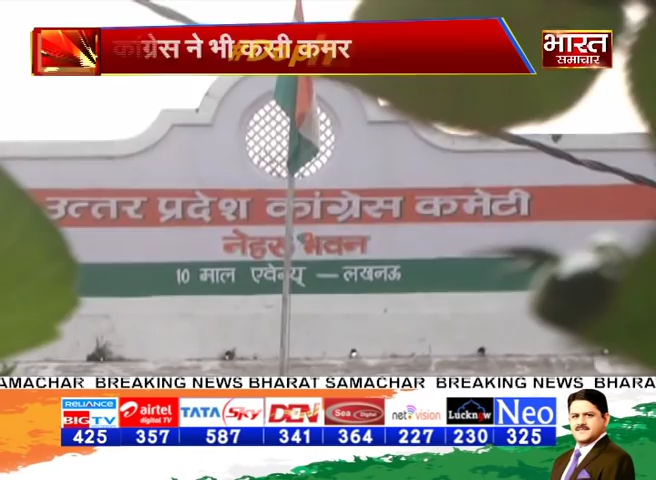 कांग्रेस ने भी कसी कमर
भारत
समाचार
उत्तर प्रदेश कांग्रेस कमेटी
नेहरू भवन
10 माल एवेन्यू — लखनऊ
AMACHAR BREAKING NEWS BHARAT SAMACHAR BREAKING NEWS BHARA
RELIANCE BIG TV airtel digital TV TATA SKY DEN Sea Digital net vision Lucknow Neo
425 357 587 341 364 227 230 325